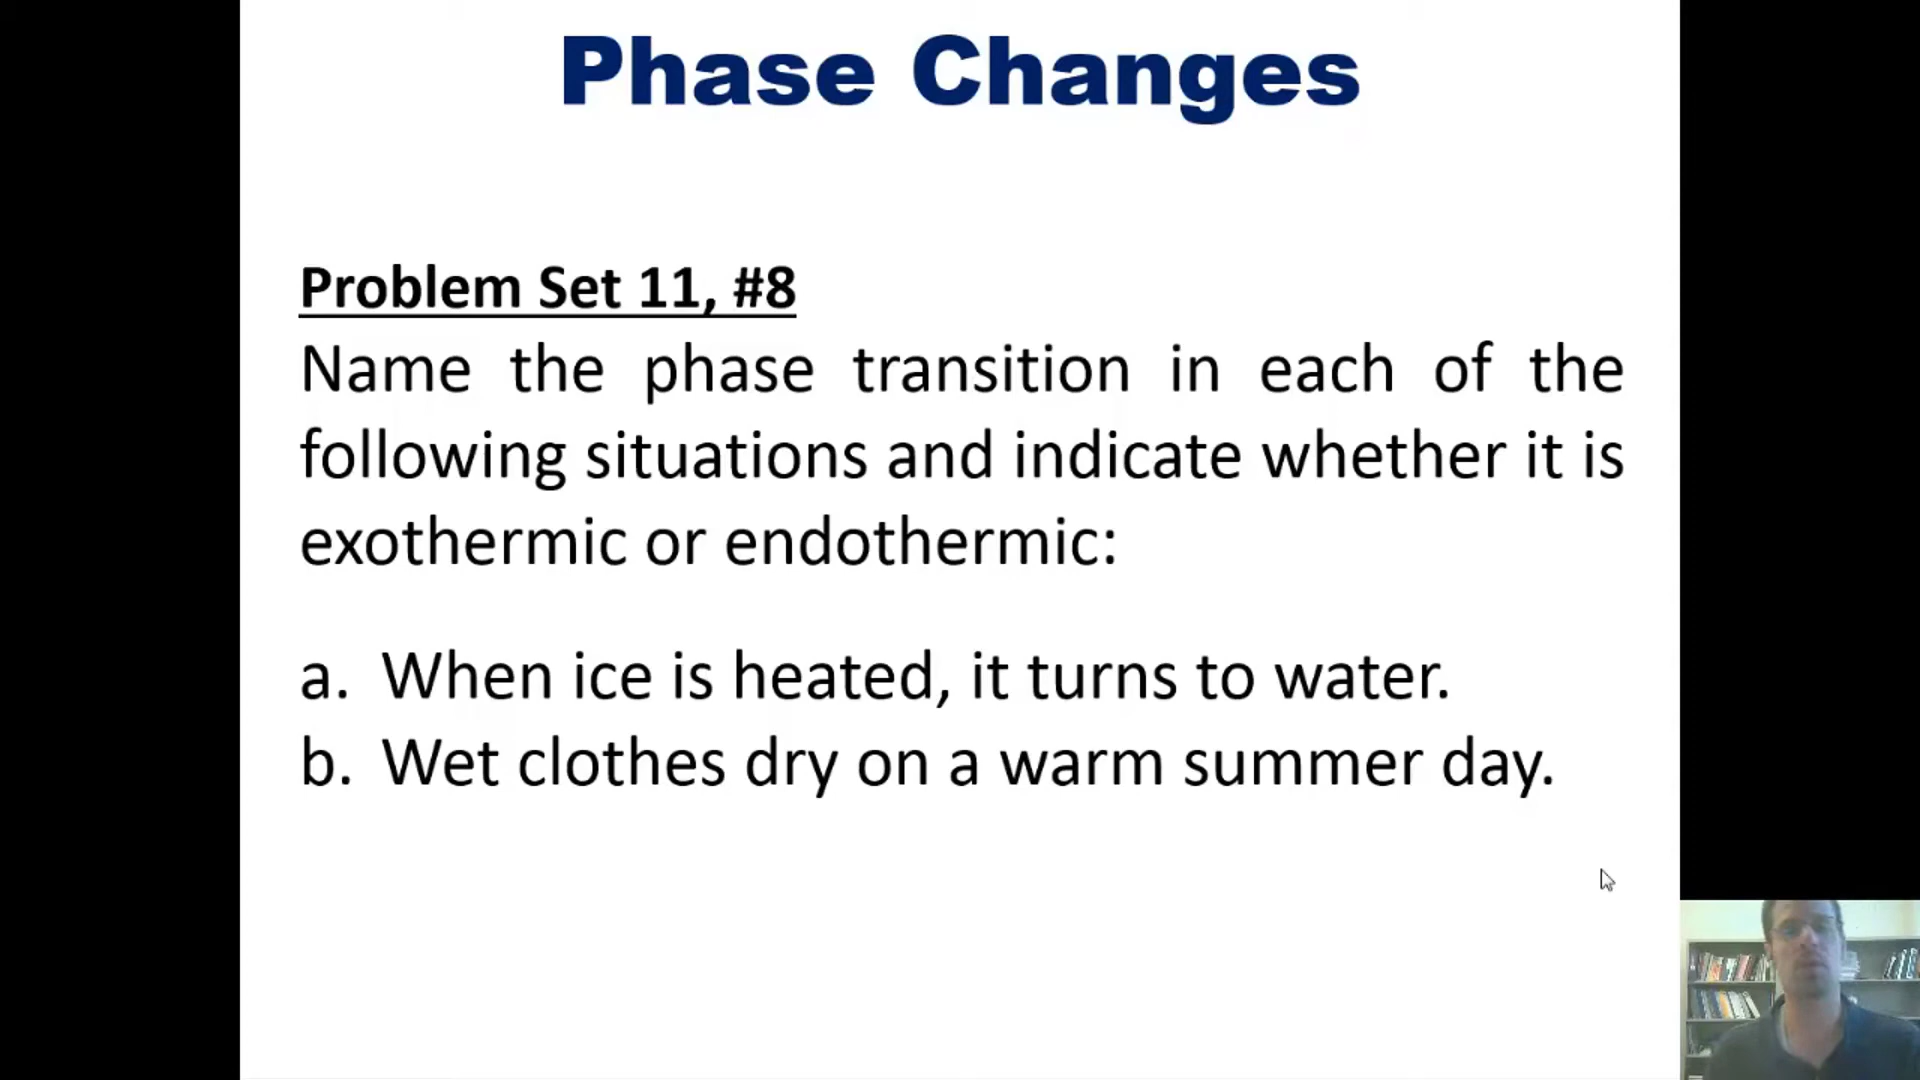 Phase Changes
Problem Set 11, #8
Name the phase transition in each of the
following situations and indicate whether it is
exothermic or endothermic:
a. When ice is heated, it turns to water.
b. Wet clothes dry on a warm summer day.